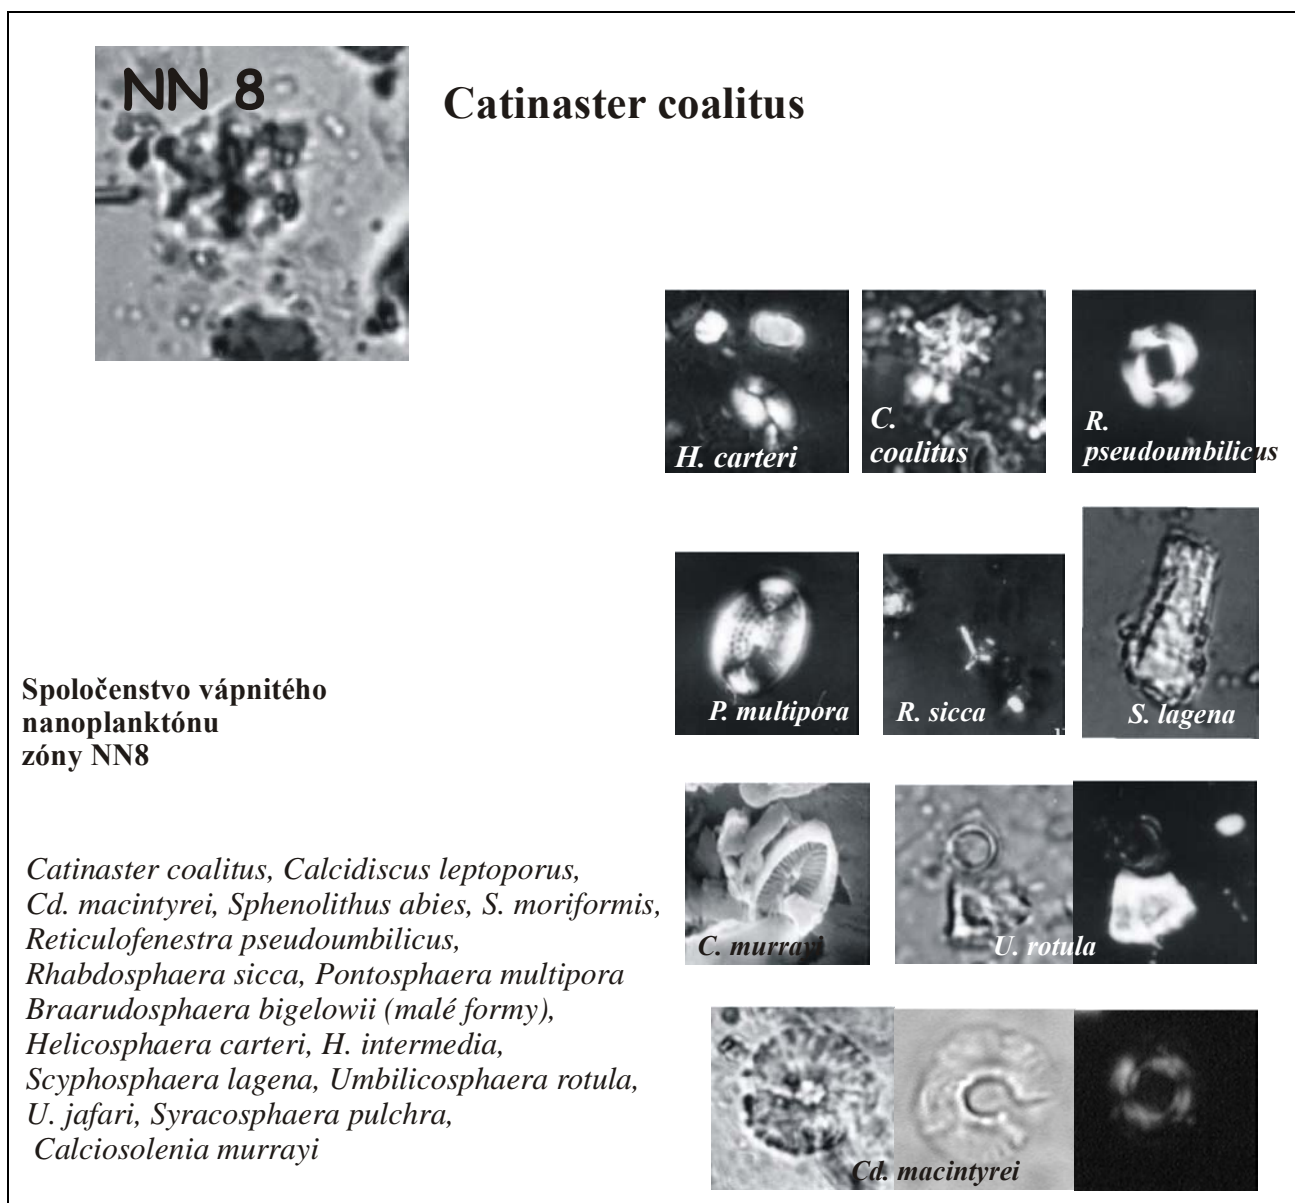 NN 8
Catinaster coalitus
H. carteri
C.
coalitus
R.
pseudoumbilicus
P. multipora
R. sicca
S. lagena
Spoločenstvo vápnitého
nanoplanktónu
zóny NN8
C. murrayi
U. rotula
Catinaster coalitus, Calcidiscus leptoporus,
Cd. macintyrei, Sphenolithus abies, S. moriformis,
Reticulofenestra pseudoumbilicus,
Rhabdosphaera sicca, Pontosphaera multipora
Braarudosphaera bigelowii (malé formy),
Helicosphaera carteri, H. intermedia,
Scyphosphaera lagena, Umbilicosphaera rotula,
U. jafari, Syracosphaera pulchra,
Calciosolenia murrayi
Cd. macintyrei